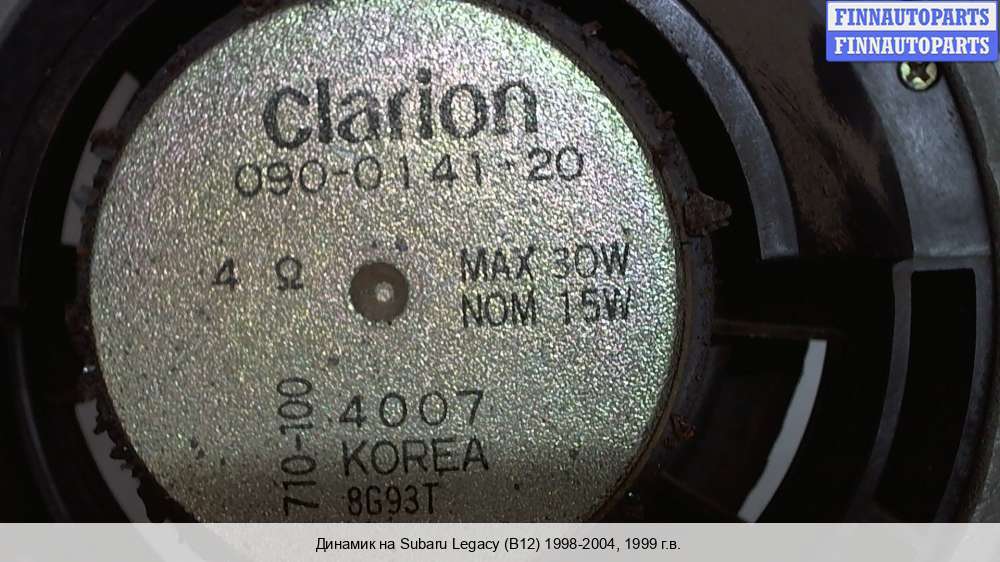 FINNAUTOPARTS
FINNAUTOPARTS
clarion
090-0141-20
4 Ω
MAX 30W
NOM 15W
710-100
4007
KOREA
8G93T
Динамик на Subaru Legacy (B12) 1998-2004, 1999 г.в.